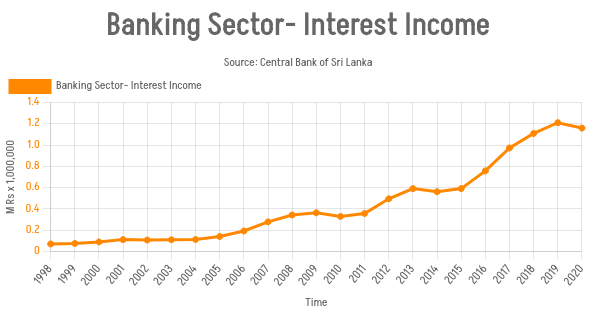 Banking Sector- Interest Income
Source: Central Bank of Sri Lanka
Banking Sector- Interest Income
1.4
1.2
1.0
0.8
0.6
0.4
0.2
0
M Rs x 1,000,000
1998 1999 2000 2001 2002 2003 2004 2005 2006 2007 2008 2009 2010 2011 2012 2013 2014 2015 2016 2017 2018 2019 2020
Time